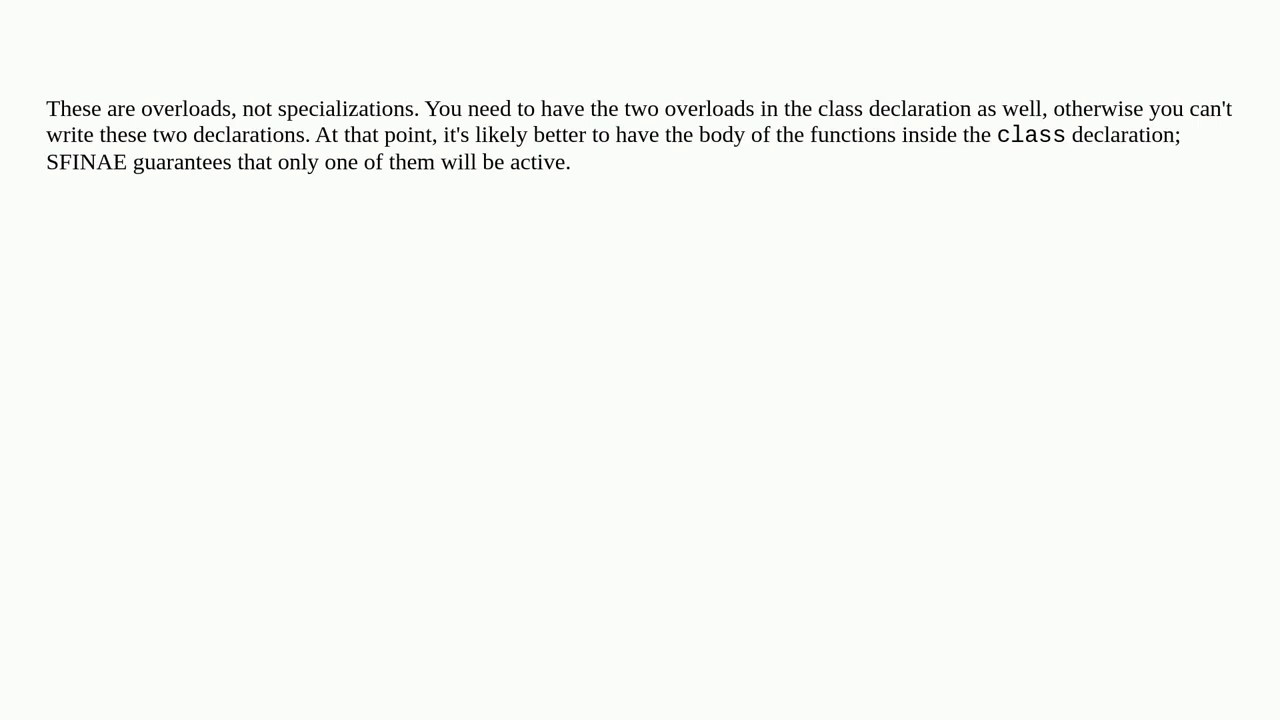 These are overloads, not specializations. You need to have the two overloads in the class declaration as well, otherwise you can't
write these two declarations. At that point, it's likely better to have the body of the functions inside the class declaration;
SFINAE guarantees that only one of them will be active.